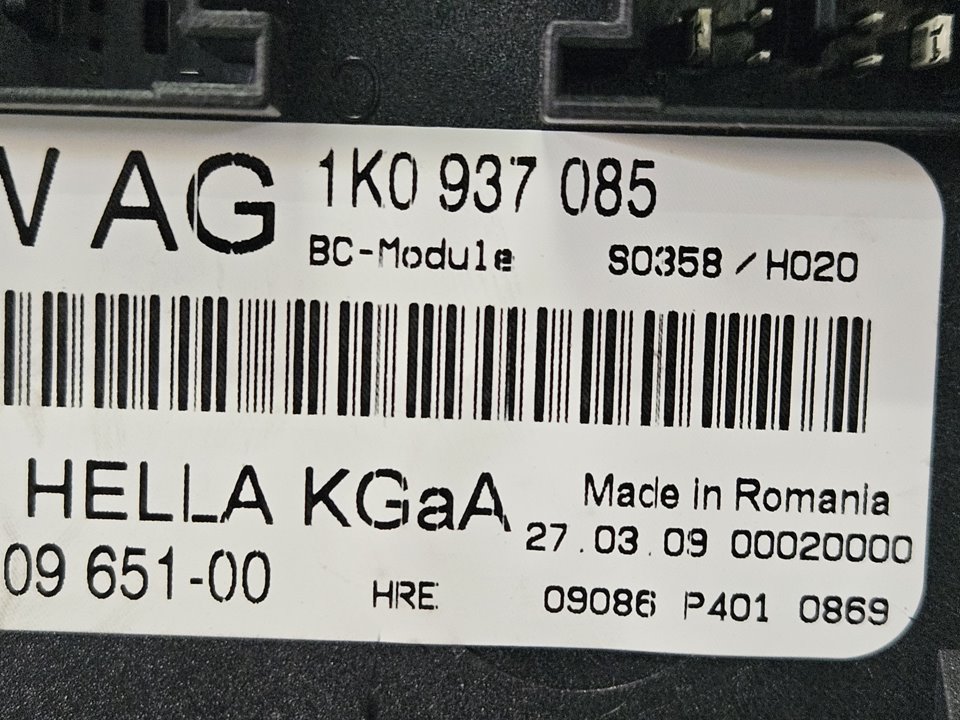 W AG 1K0 937 085
BC-Module S0358 / H020
HELLA KGaA Made in Romania
27.03.09 00020000
09 651-00 HRE 09086 P401 0869